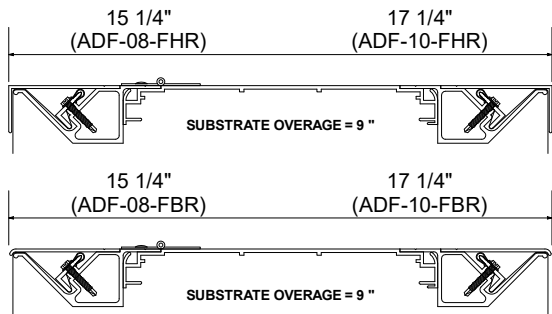 15 1/4" 17 1/4"
(ADF-08-FHR) (ADF-10-FHR)
SUBSTRATE OVERAGE = 9 "
15 1/4" 17 1/4"
(ADF-08-FBR) (ADF-10-FBR)
SUBSTRATE OVERAGE = 9 "